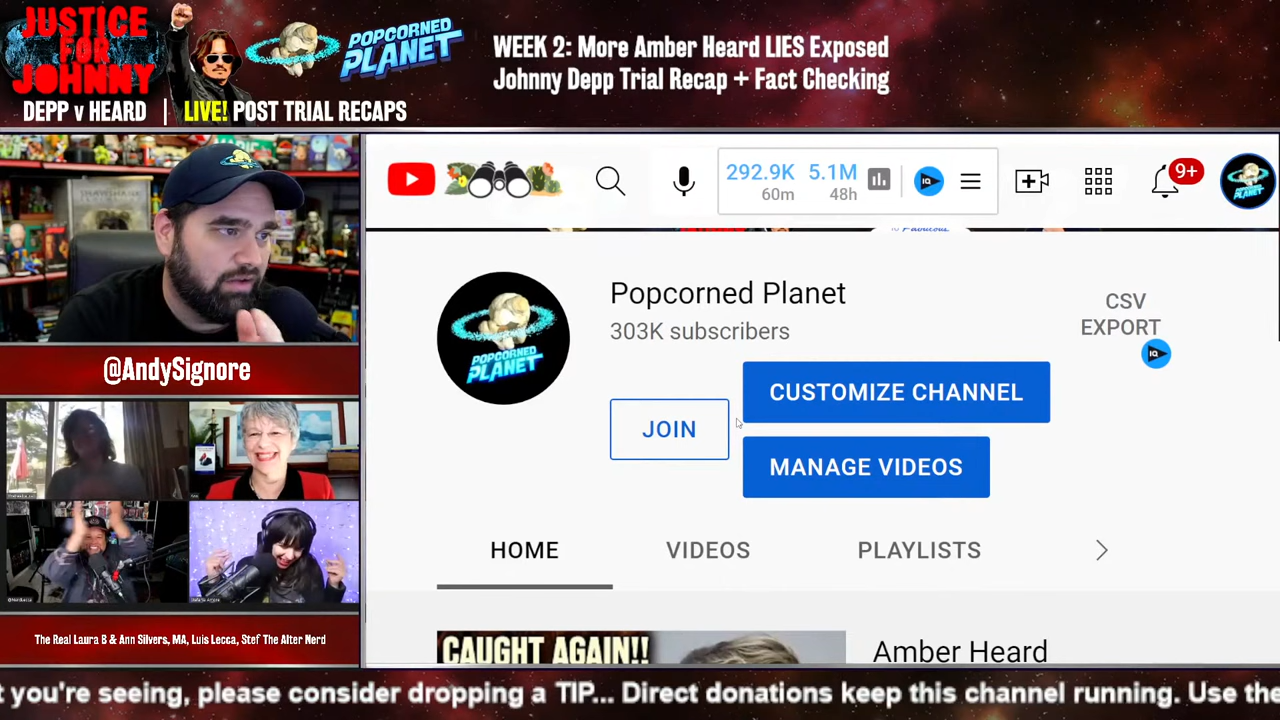 JUSTICE
FOR
JOHNNY
POPCORNED
PLANET
DEPP v HEARD | LIVE! POST TRIAL RECAPS
WEEK 2: More Amber Heard LIES Exposed
Johnny Depp Trial Recap + Fact Checking
292.9K 5.1M
60m 48h
IQ
9+
Popcorned Planet
303K subscribers
CSV
EXPORT
IQ
POPCORNED
PLANET
CUSTOMIZE CHANNEL
JOIN
MANAGE VIDEOS
HOME VIDEOS PLAYLISTS
CAUGHT AGAIN!!
Amber Heard
@AndySignore
The Real Laura B & Ann Silvers, MA, Luis Lecca, Stef The Alter Nerd
t you're seeing, please consider dropping a TIP... Direct donations keep this channel running. Use the